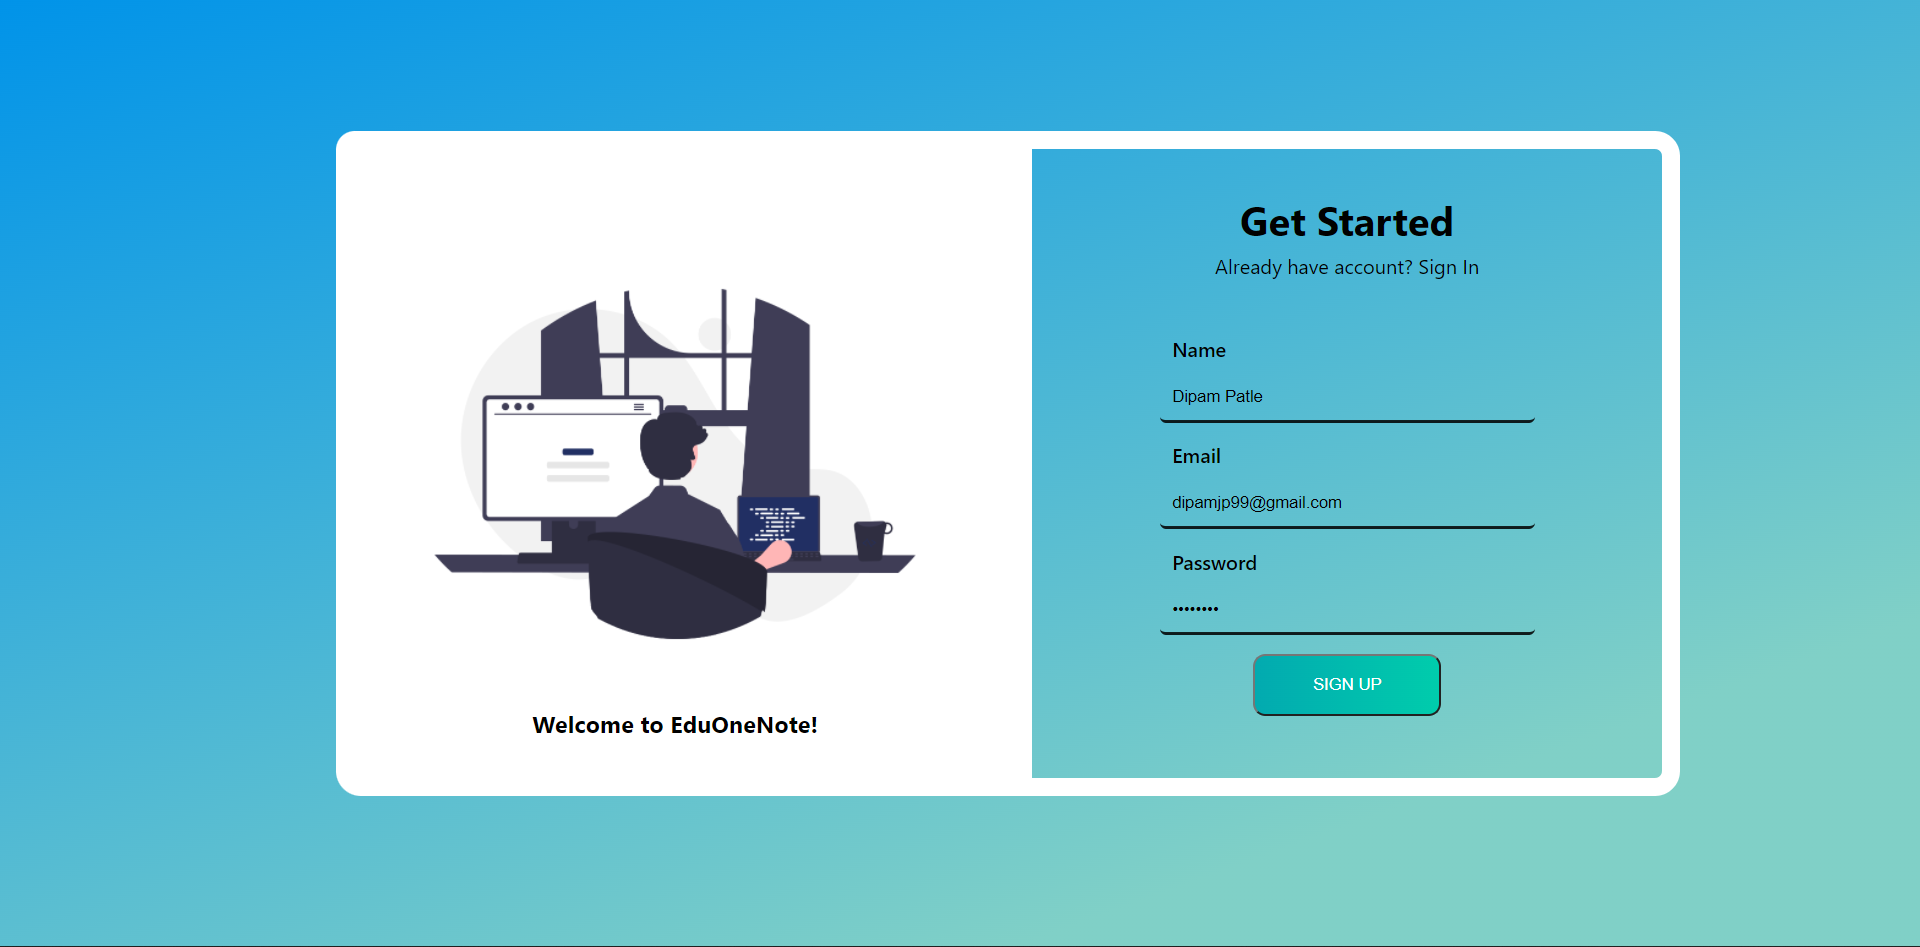 Get Started
Already have account? Sign In
Name
Dipam Patle
Email
dipamjp99@gmail.com
Password
••••••••
SIGN UP
Welcome to EduOneNote!